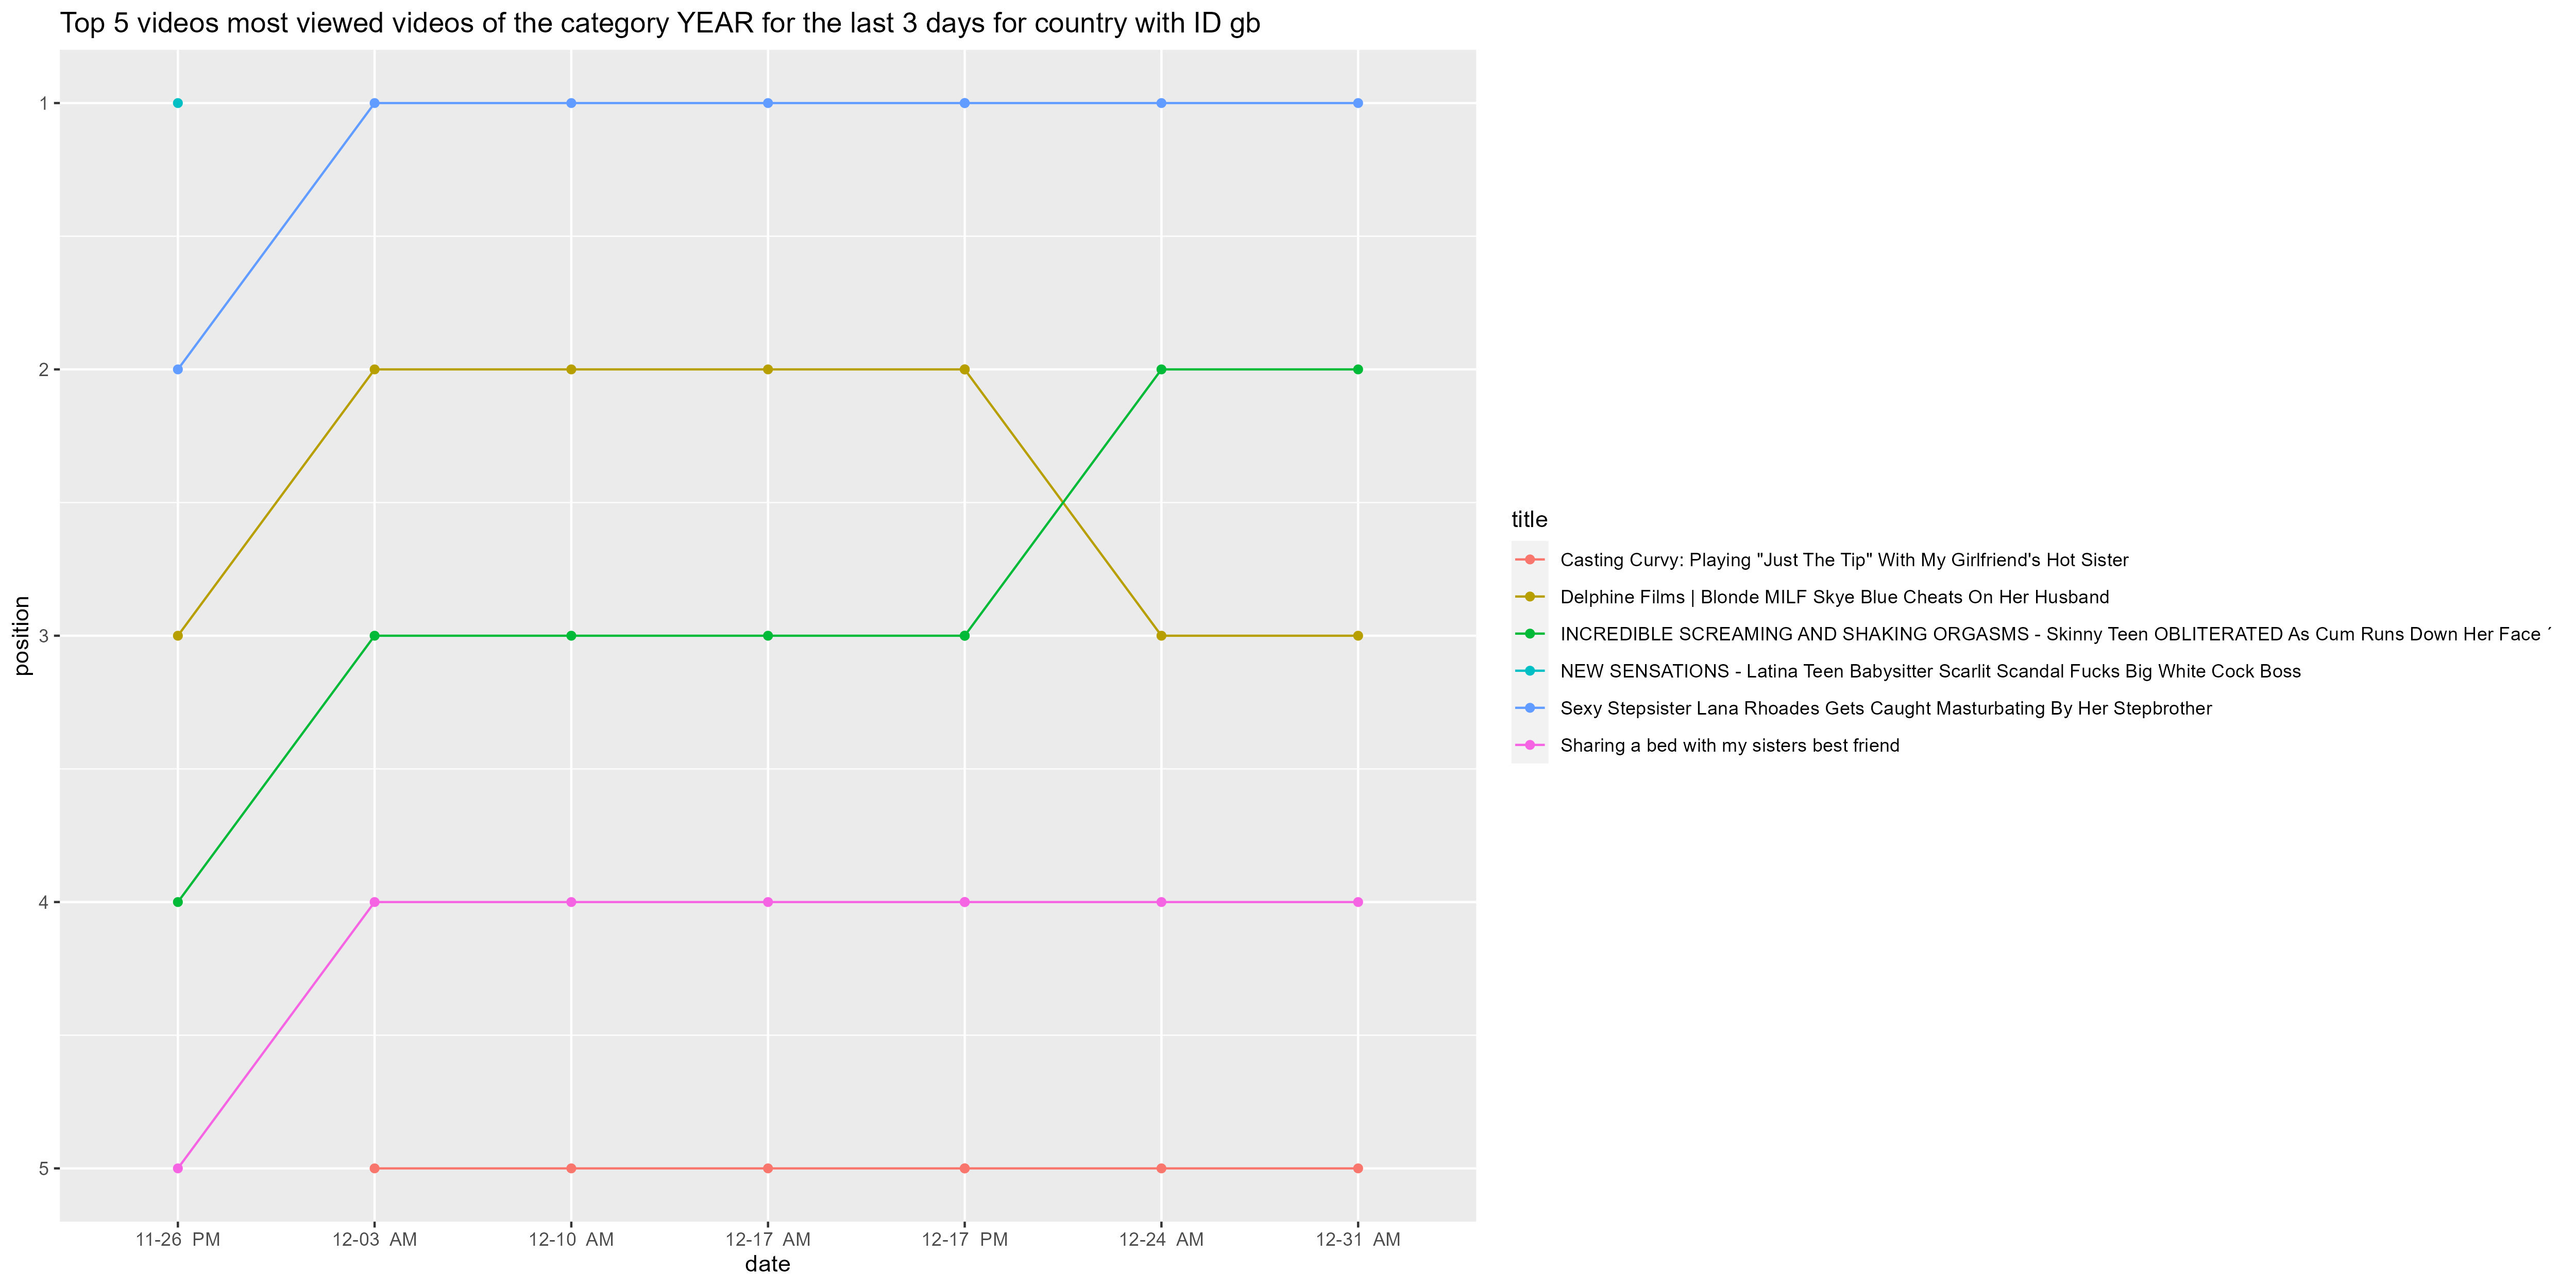 Top 5 videos most viewed videos of the category YEAR for the last 3 days for country with ID gb
1
2
3
4
5
position
11-26 PM
12-03 AM
12-10 AM
12-17 AM
12-17 PM
12-24 AM
12-31 AM
date
title
Casting Curvy: Playing "Just The Tip" With My Girlfriend's Hot Sister
Delphine Films | Blonde MILF Skye Blue Cheats On Her Husband
INCREDIBLE SCREAMING AND SHAKING ORGASMS - Skinny Teen OBLITERATED As Cum Runs Down Her Face
NEW SENSATIONS - Latina Teen Babysitter Scarlit Scandal Fucks Big White Cock Boss
Sexy Stepsister Lana Rhoades Gets Caught Masturbating By Her Stepbrother
Sharing a bed with my sisters best friend